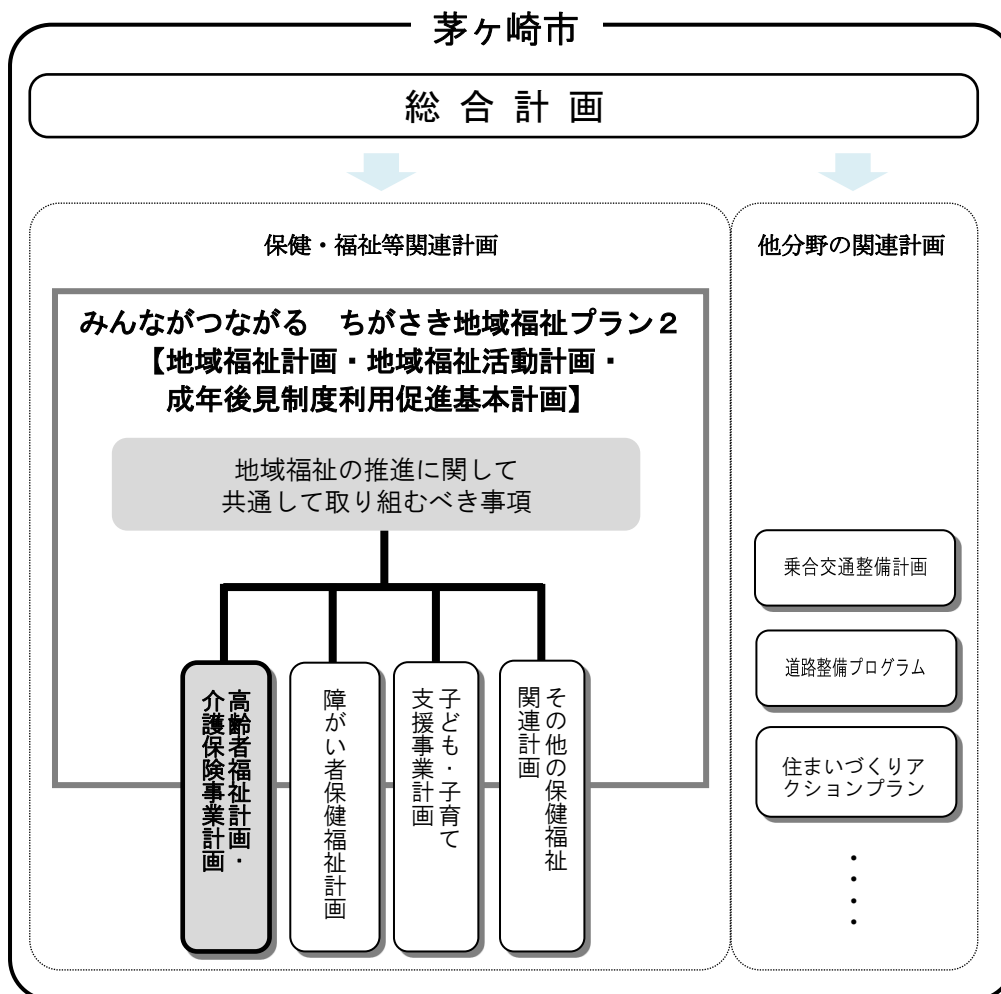 茅ヶ崎市
総合計画
保健・福祉等関連計画
みんながつながる　ちがさき地域福祉プラン２
【地域福祉計画・地域福祉活動計画・
成年後見制度利用促進基本計画】
地域福祉の推進に関して
共通して取り組むべき事項
高齢者福祉計画・
介護保険事業計画
障がい者保健福祉計画
子ども・子育て
支援事業計画
その他の保健福祉
関連計画
他分野の関連計画
乗合交通整備計画
道路整備プログラム
住まいづくりア
クションプラン
・・・・